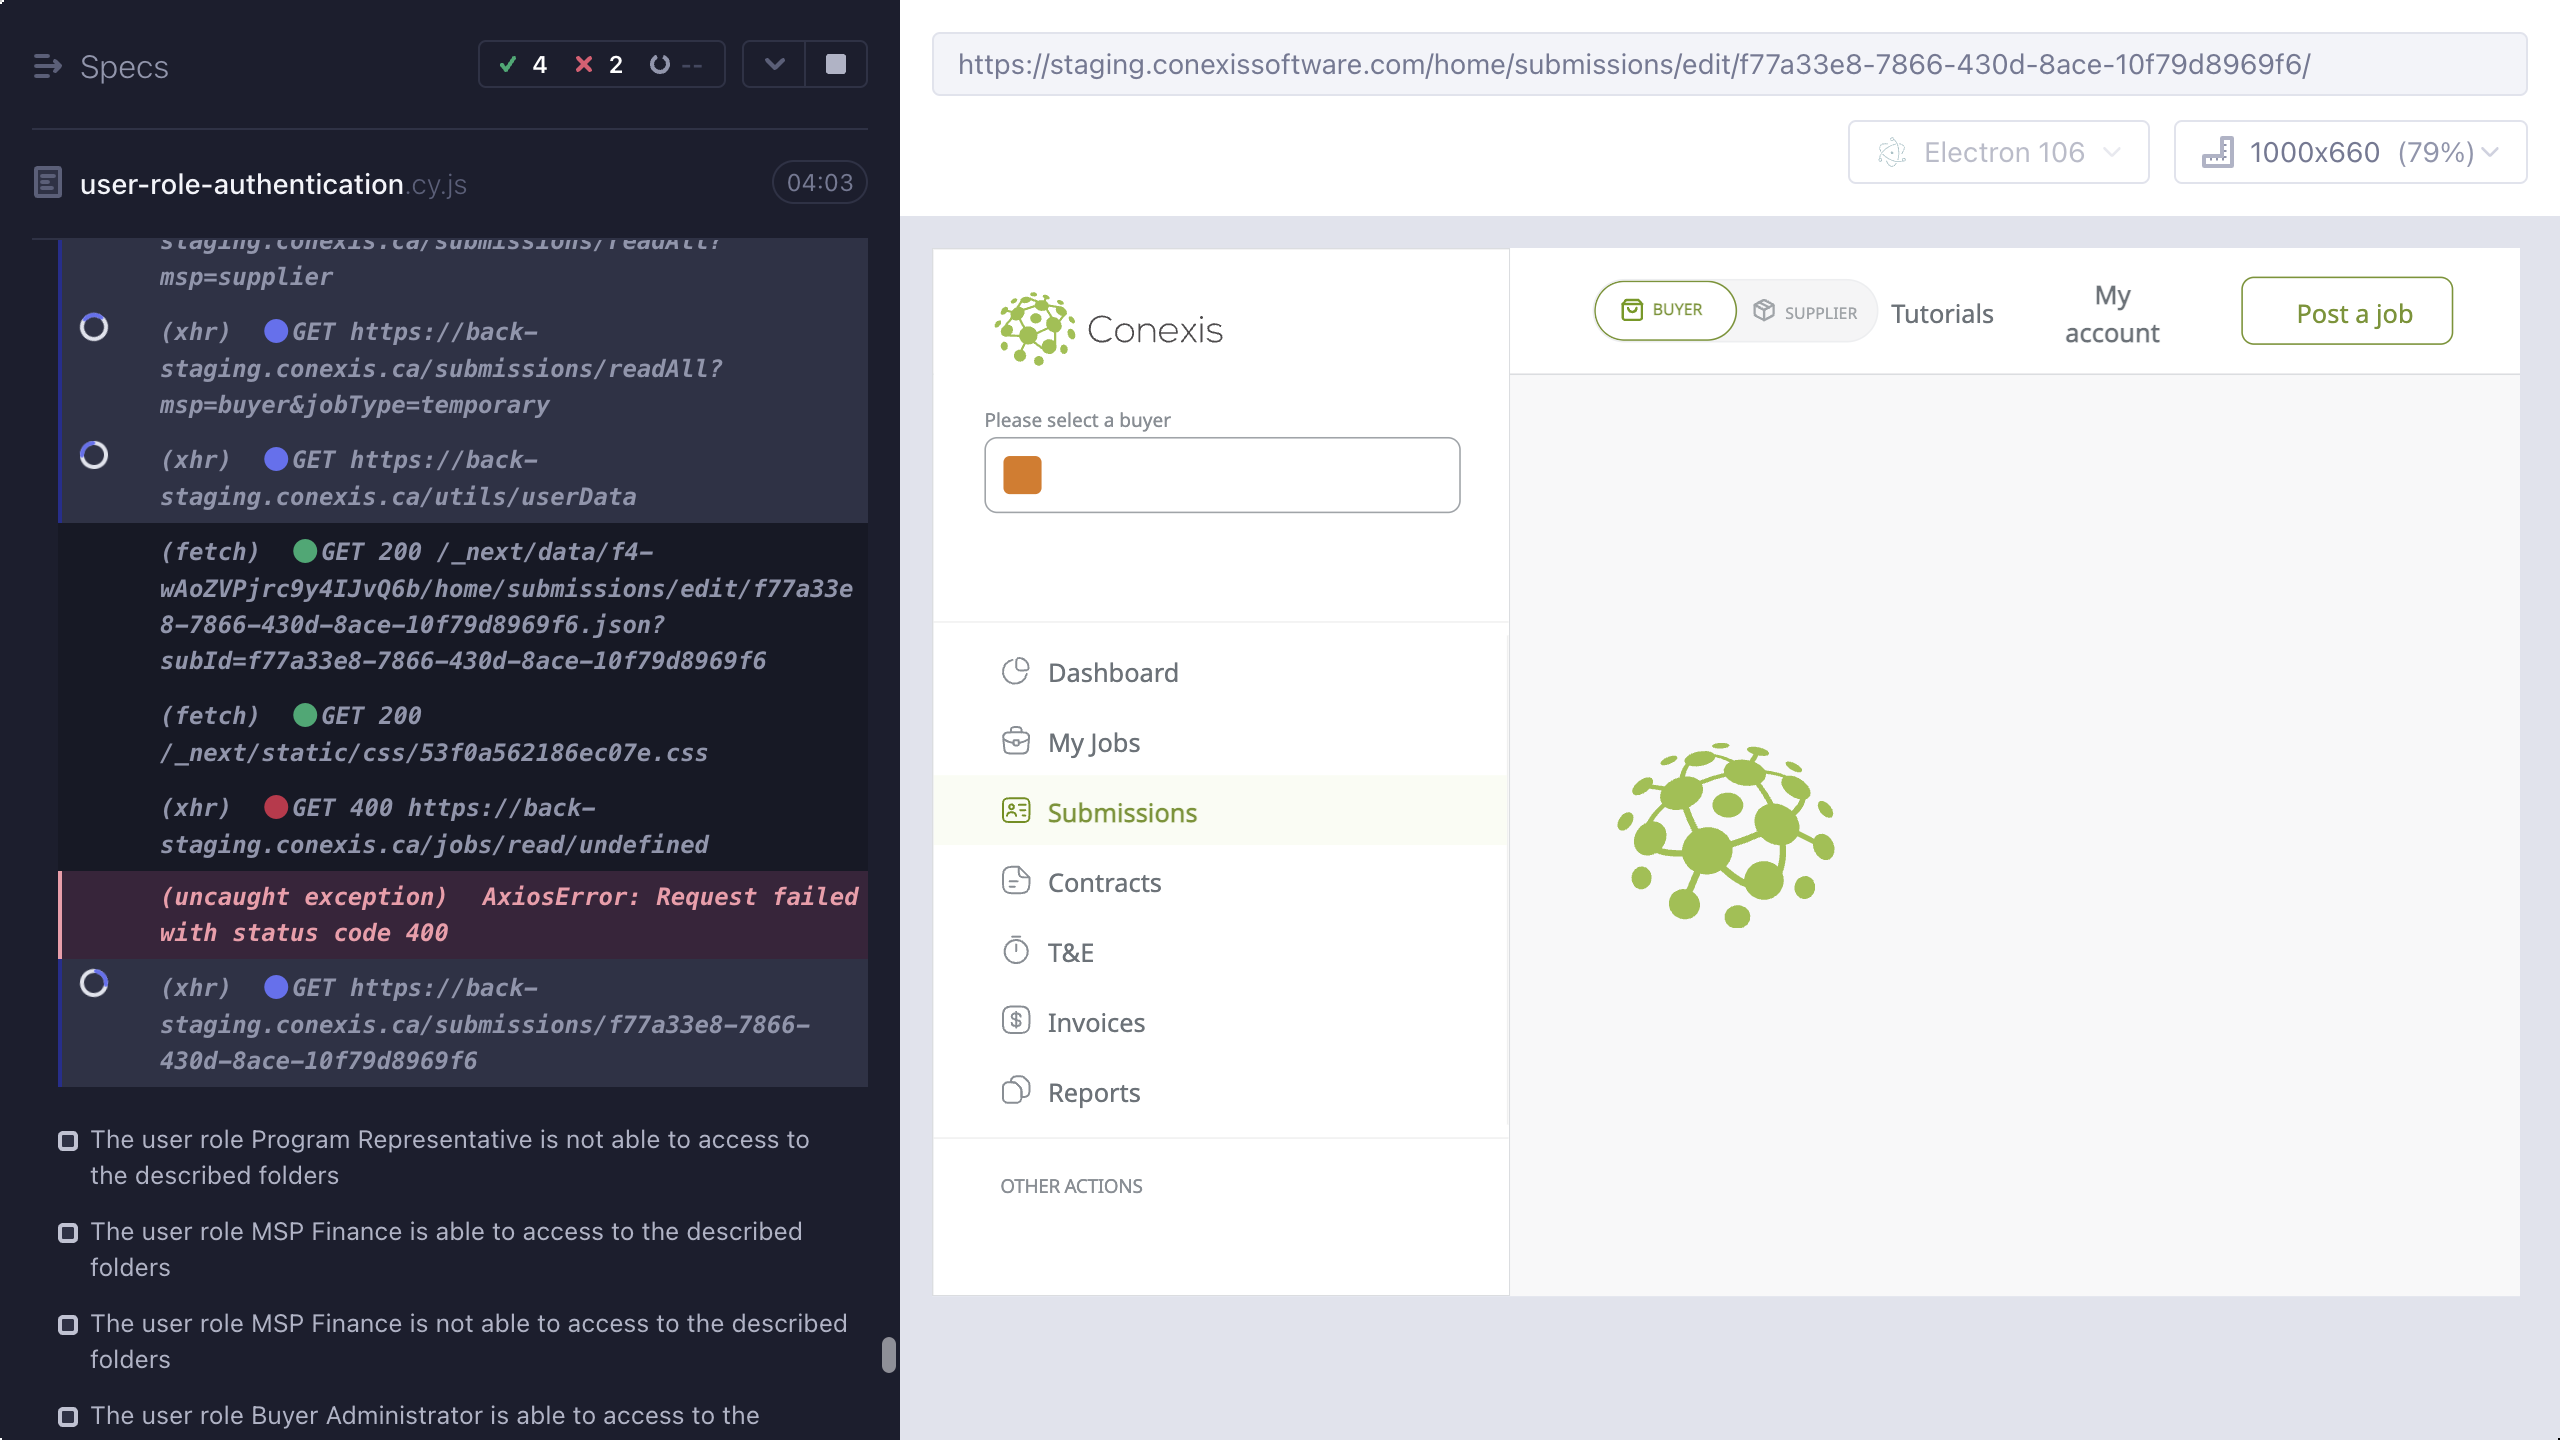 Specs
4 2 --
user-role-authentication.cy.js
04:03
staging.conexis.ca/submissions/readAll?
msp=supplier
(xhr) GET https://back-
staging.conexis.ca/submissions/readAll?
msp=buyer&jobType=temporary
(xhr) GET https://back-
staging.conexis.ca/utils/userData
(fetch) GET 200 /_next/data/f4-
wAoZVPjrc9y4IJvQ6b/home/submissions/edit/f77a33e
8-7866-430d-8ace-10f79d8969f6.json?
subId=f77a33e8-7866-430d-8ace-10f79d8969f6
(fetch) GET 200
/_next/static/css/53f0a562186ec07e.css
(xhr) GET 400 https://back-
staging.conexis.ca/jobs/read/undefined
(uncaught exception) AxiosError: Request failed
with status code 400
(xhr) GET https://back-
staging.conexis.ca/submissions/f77a33e8-7866-
430d-8ace-10f79d8969f6
The user role Program Representative is not able to access to
the described folders
The user role MSP Finance is able to access to the described
folders
The user role MSP Finance is not able to access to the described
folders
The user role Buyer Administrator is able to access to the
https://staging.conexissoftware.com/home/submissions/edit/f77a33e8-7866-430d-8ace-10f79d8969f6/
Electron 106
1000x660 (79%)
Conexis
BUYER
SUPPLIER
Tutorials
My
account
Post a job
Please select a buyer
Dashboard
My Jobs
Submissions
Contracts
T&E
Invoices
Reports
OTHER ACTIONS